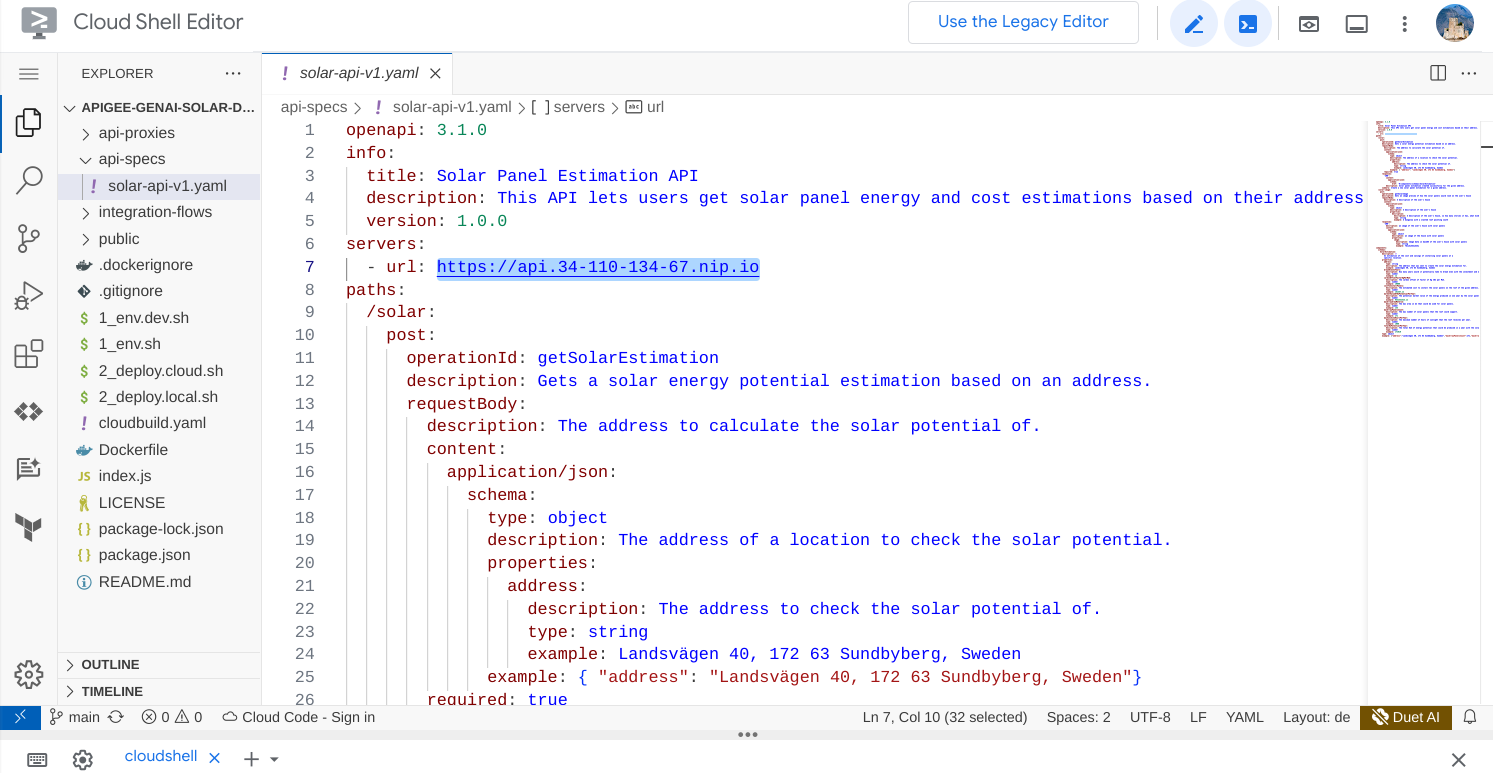 Cloud Shell Editor
Use the Legacy Editor
EXPLORER
APIGEE-GENAI-SOLAR-D...
api-proxies
api-specs
solar-api-v1.yaml
integration-flows
public
.dockerignore
.gitignore
$ 1_env.dev.sh
$ 1_env.sh
$ 2_deploy.cloud.sh
$ 2_deploy.local.sh
! cloudbuild.yaml
Dockerfile
JS index.js
LICENSE
{} package-lock.json
{} package.json
README.md
OUTLINE
TIMELINE
! solar-api-v1.yaml
api-specs > ! solar-api-v1.yaml > [ ] servers > abc url
1 openapi: 3.1.0
2 info:
3 title: Solar Panel Estimation API
4 description: This API lets users get solar panel energy and cost estimations based on their address
5 version: 1.0.0
6 servers:
7 - url: https://api.34-110-134-67.nip.io
8 paths:
9 /solar:
10 post:
11 operationId: getSolarEstimation
12 description: Gets a solar energy potential estimation based on an address.
13 requestBody:
14 description: The address to calculate the solar potential of.
15 content:
16 application/json:
17 schema:
18 type: object
19 description: The address of a location to check the solar potential.
20 properties:
21 address:
22 description: The address to check the solar potential of.
23 type: string
24 example: Landsvägen 40, 172 63 Sundbyberg, Sweden
25 example: { "address": "Landsvägen 40, 172 63 Sundbyberg, Sweden"}
26 required: true
main 0 0 Cloud Code - Sign in Ln 7, Col 10 (32 selected) Spaces: 2 UTF-8 LF YAML Layout: de Duet AI
cloudshell